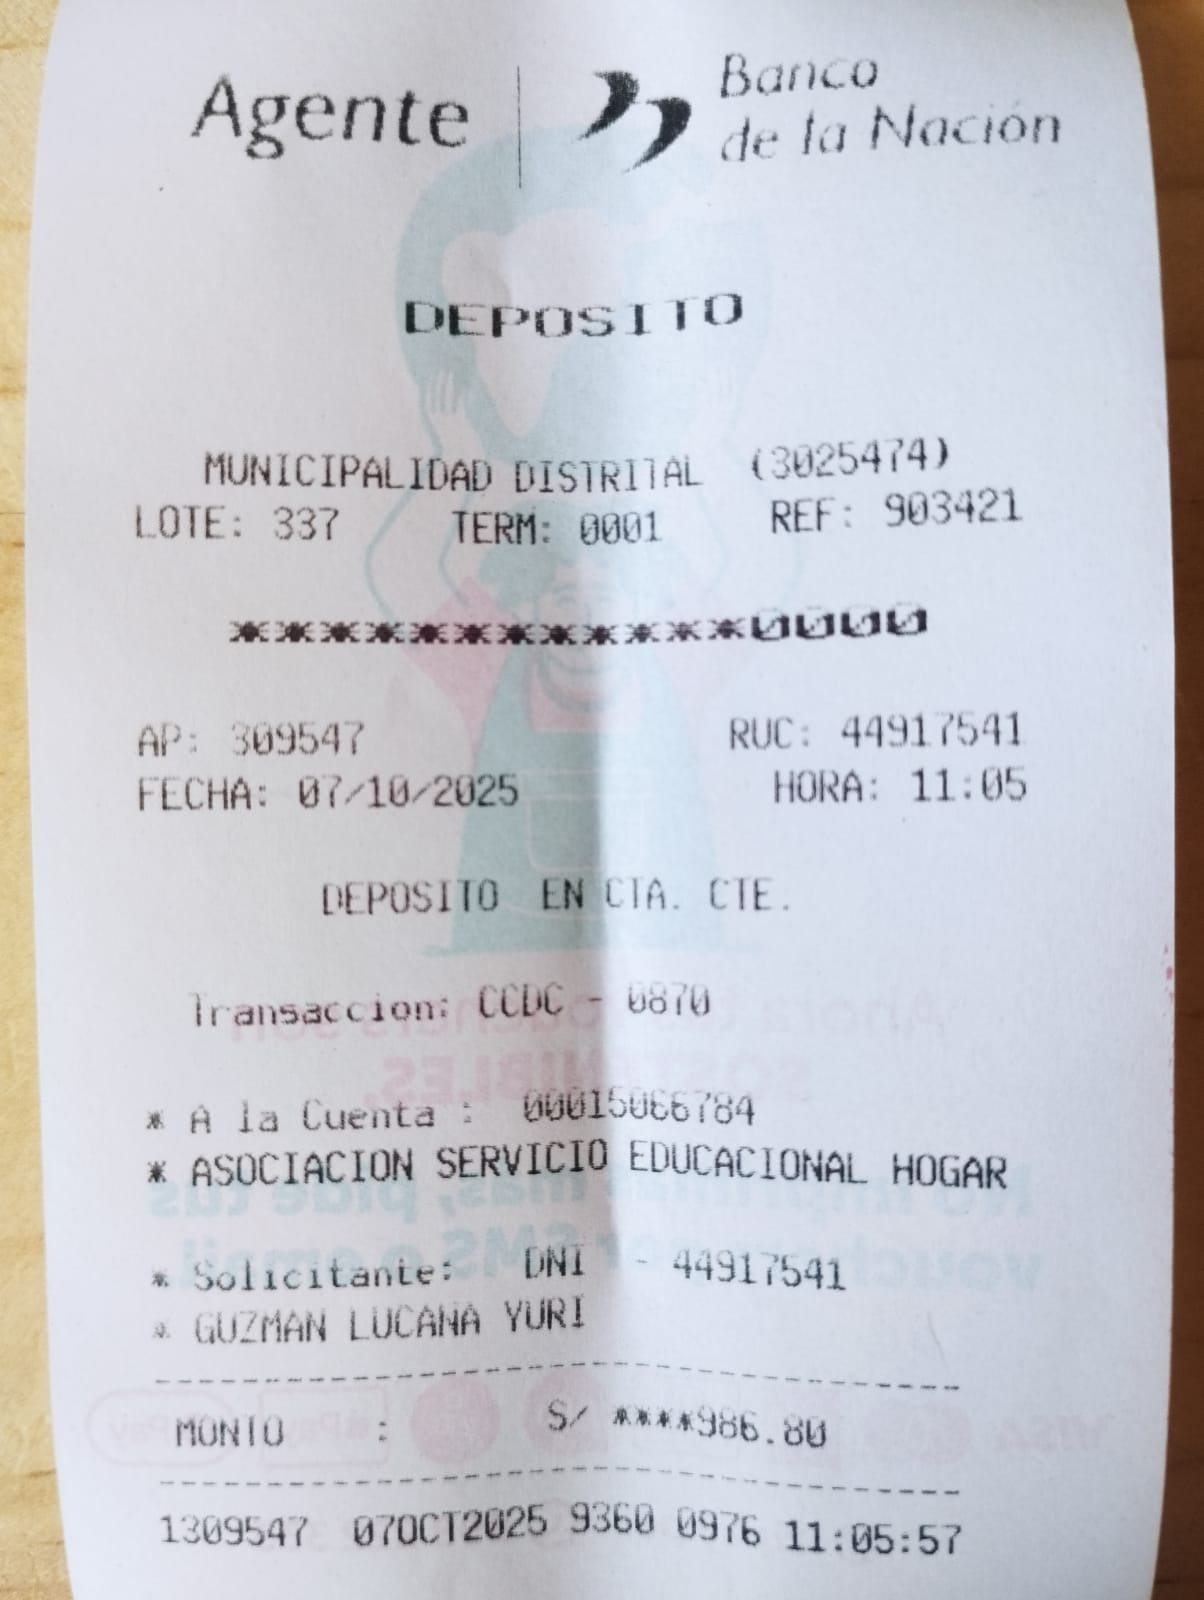 Agente
Banco
de la Nación
DEPOSITO
MUNICIPALIDAD DISTRITAL (3025474)
LOTE: 337 TERM: 0001 REF: 903421
************0000
AP: 309547 RUC: 44917541
FECHA: 07/10/2025 HORA: 11:05
DEPOSITO EN CTA. CTE.
Transaccion: CCDC - 0870
* A la Cuenta : 00015066784
* ASOCIACION SERVICIO EDUCACIONAL HOGAR
* Solicitante: DNI - 44917541
* GUZMAN LUCANA YURI
MONTO : S/ ****986.80
1309547 07OCT2025 9360 0976 11:05:57